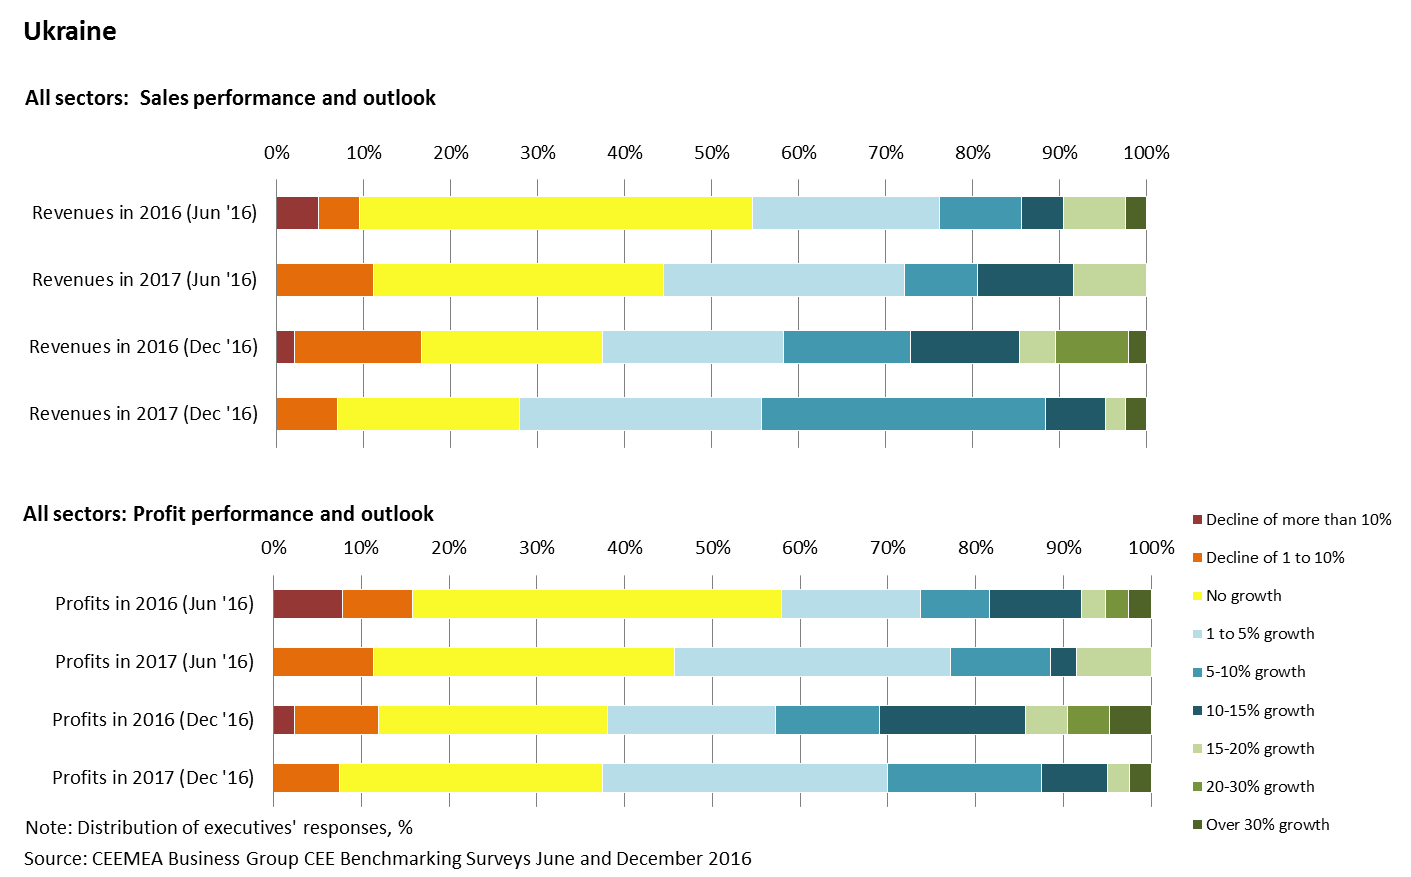 Ukraine
All sectors:  Sales performance and outlook
0% 10% 20% 30% 40% 50% 60% 70% 80% 90% 100%
Revenues in 2016 (Jun '16)
Revenues in 2017 (Jun '16)
Revenues in 2016 (Dec '16)
Revenues in 2017 (Dec '16)
All sectors: Profit performance and outlook
0% 10% 20% 30% 40% 50% 60% 70% 80% 90% 100%
Profits in 2016 (Jun '16)
Profits in 2017 (Jun '16)
Profits in 2016 (Dec '16)
Profits in 2017 (Dec '16)
Decline of more than 10%
Decline of 1 to 10%
No growth
1 to 5% growth
5-10% growth
10-15% growth
15-20% growth
20-30% growth
Over 30% growth
Note: Distribution of executives' responses, %
Source: CEEMEA Business Group CEE Benchmarking Surveys June and December 2016